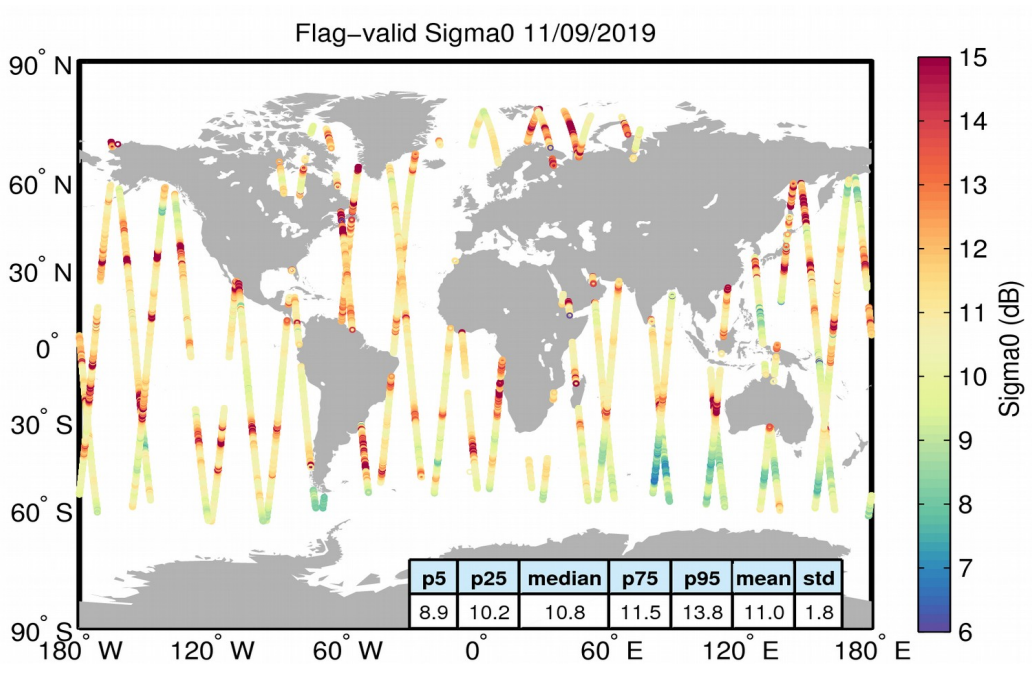 Flag−valid Sigma0 11/09/2019
90° N
60° N
30° N
0°
30° S
60° S
90° S
180° W
120° W
60° W
0°
60° E
120° E
180° E
p5 p25 median p75 p95 mean std
8.9 10.2 10.8 11.5 13.8 11.0 1.8
15
14
13
12
11
10
9
8
7
6
Sigma0 (dB)